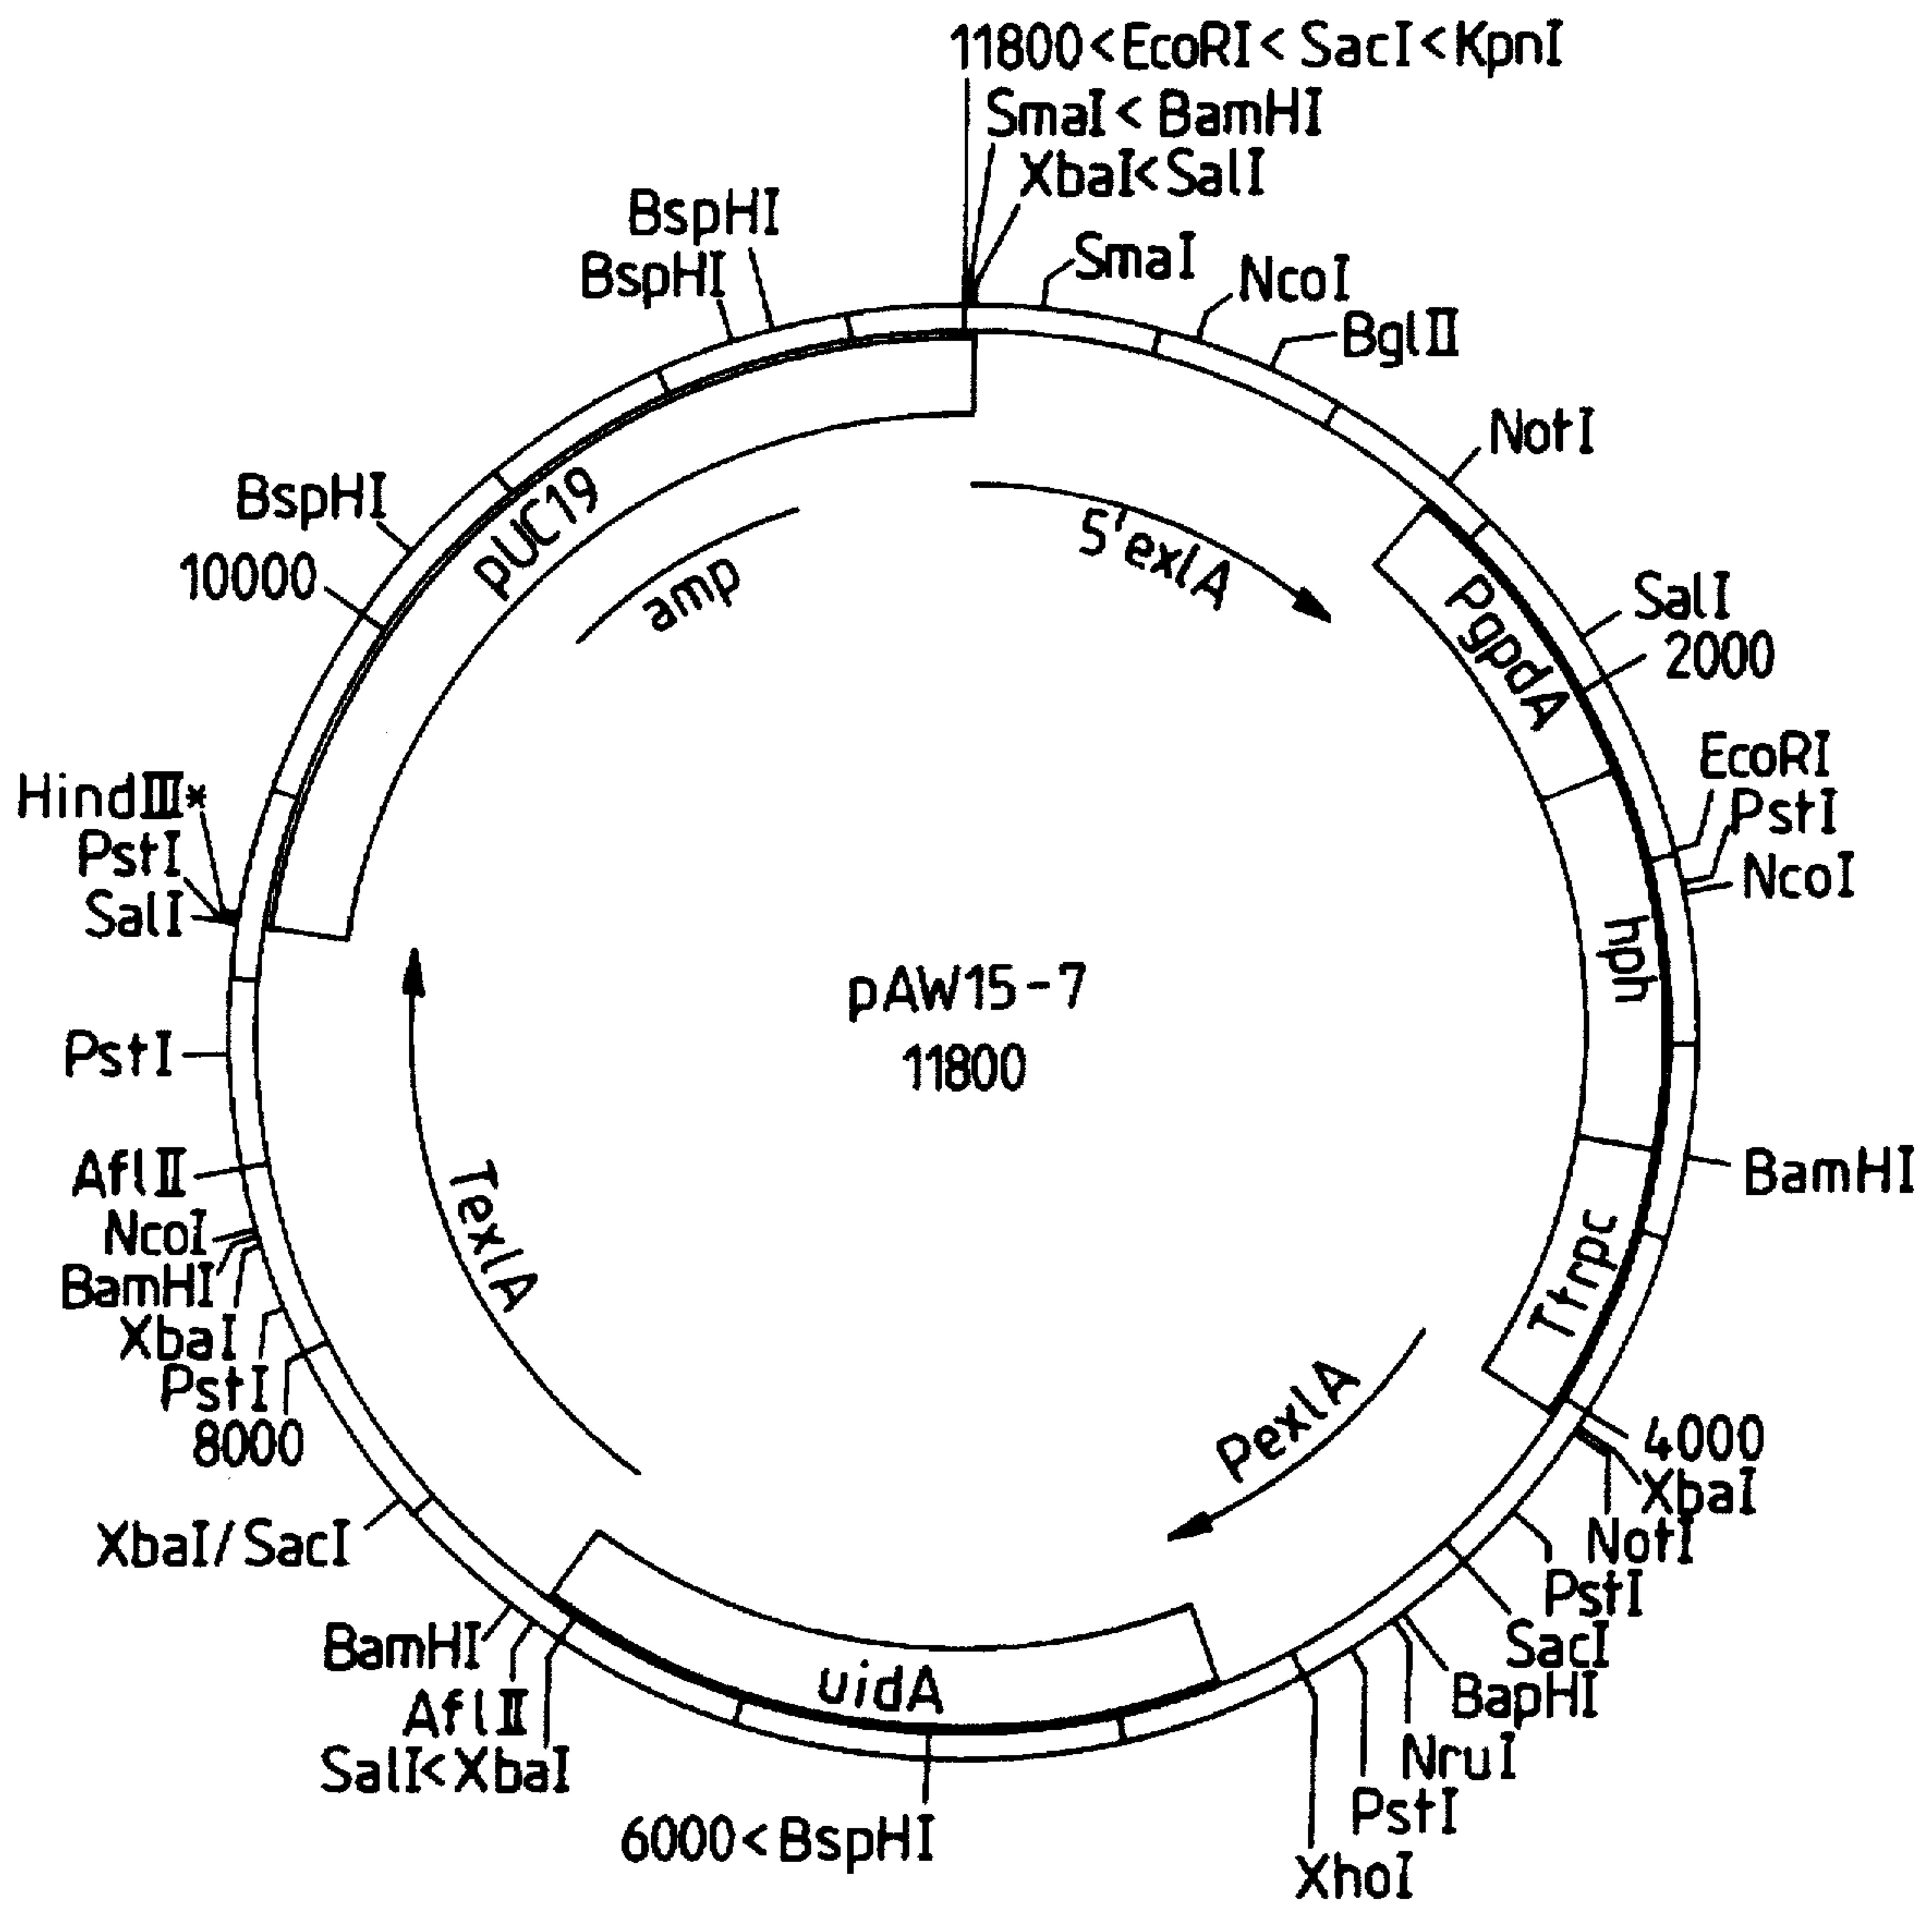 11800<EcoRI< SacI<KpnI
SmaI< BamHI
XbaI<SalI
SmaI
NcoI
BglII
NotI
SalI
2000
EcoRI
PstI
NcoI
BamHI
4000
XbaI
NotI
PstI
SacI
BapHI
NruI
PstI
XhoI
6000<BspHI
SalI<XbaI
AflII
BamHI
XbaI/SacI
8000
PstI
XbaI
BamHI
NcoI
AflII
PstI
SalI
PstI
HindIII*
10000
BspHI
BspHI
BspHI
pUC19
amp
5'exlA
PgpdA
hph
Ttrpc
PexlA
uidA
TexlA
pAW15-7
11800